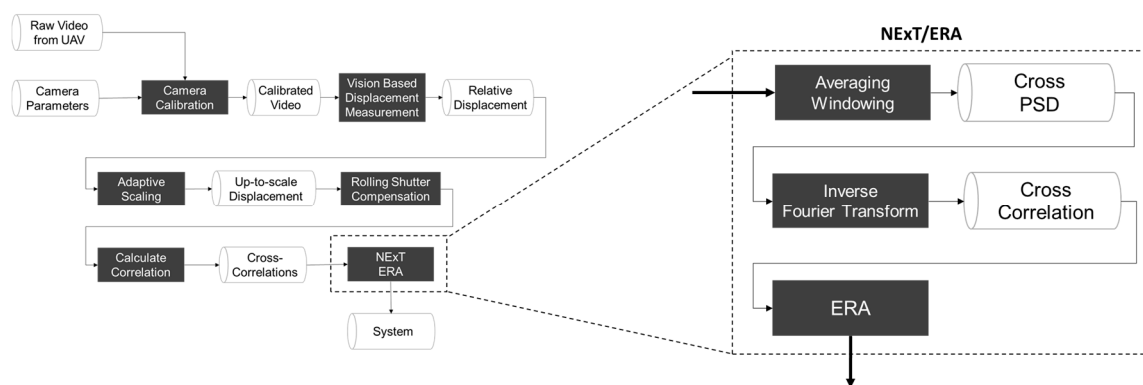 Raw Video
from UAV
Camera
Parameters
Camera
Calibration
Calibrated
Video
Vision Based
Displacement
Measurement
Relative
Displacement
Adaptive
Scaling
Up-to-scale
Displacement
Rolling Shutter
Compensation
Calculate
Correlation
Cross-
Correlations
NExT
ERA
System
NExT/ERA
Averaging
Windowing
Cross
PSD
Inverse
Fourier Transform
Cross
Correlation
ERA